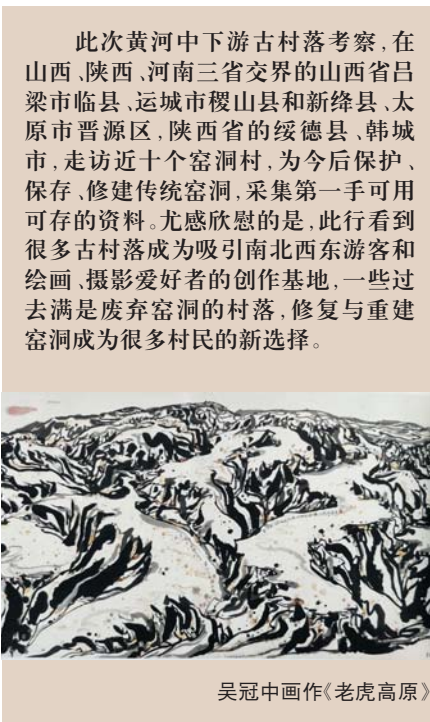 此次黄河中下游古村落考察，在
山西、陕西、河南三省交界的山西省吕
梁市临县、运城市稷山县和新绛县、太
原市晋源区，陕西省的绥德县、韩城
市，走访近十个窑洞村，为今后保护、
保存、修建传统窑洞，采集第一手可用
可存的资料。尤感欣慰的是，此行看到
很多古村落成为吸引南北西东游客和
绘画、摄影爱好者的创作基地，一些过
去满是废弃窑洞的村落，修复与重建
窑洞成为很多村民的新选择。
吴冠中画作《老虎高原》